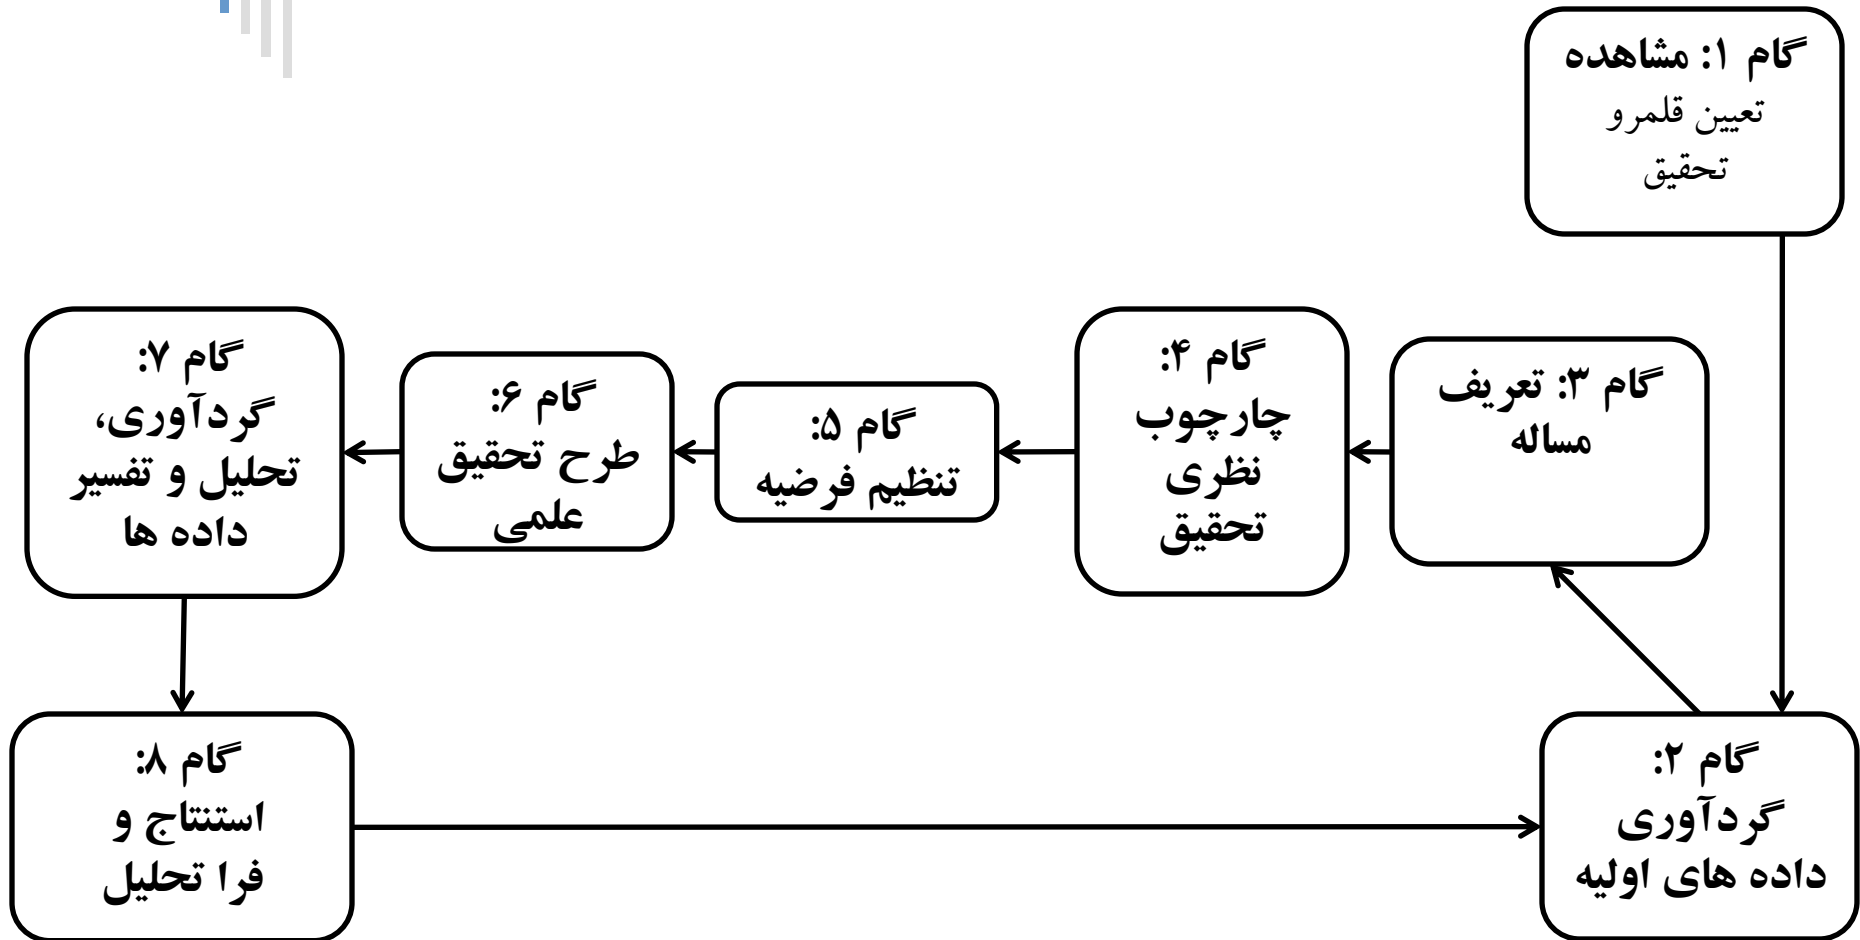 گام ۱: مشاهده
تعیین قلمرو
تحقیق
گام ۲:
گردآوری
داده های اولیه
گام ۳: تعریف
مساله
گام ۴:
چارچوب
نظری
تحقیق
گام ۵:
تنظیم فرضیه
گام ۶:
طرح تحقیق
علمی
گام ۷:
گردآوری،
تحلیل و تفسیر
داده ها
گام ۸:
استنتاج و
فرا تحلیل